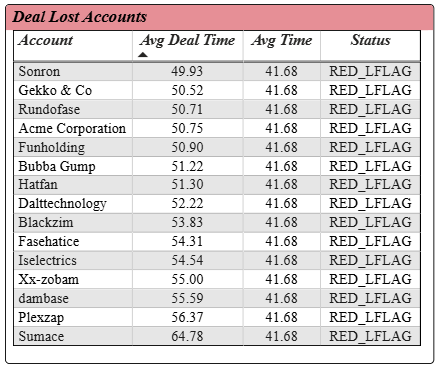 Deal Lost Accounts
Account Avg Deal Time Avg Time Status
Sonron 49.93 41.68 RED_LFLAG
Gekko & Co 50.52 41.68 RED_LFLAG
Rundofase 50.71 41.68 RED_LFLAG
Acme Corporation 50.75 41.68 RED_LFLAG
Funholding 50.90 41.68 RED_LFLAG
Bubba Gump 51.22 41.68 RED_LFLAG
Hatfan 51.30 41.68 RED_LFLAG
Dalttechnology 52.22 41.68 RED_LFLAG
Blackzim 53.83 41.68 RED_LFLAG
Fasehatice 54.31 41.68 RED_LFLAG
Iselectrics 54.54 41.68 RED_LFLAG
Xx-zobam 55.00 41.68 RED_LFLAG
dambase 55.59 41.68 RED_LFLAG
Plexzap 56.37 41.68 RED_LFLAG
Sumace 64.78 41.68 RED_LFLAG